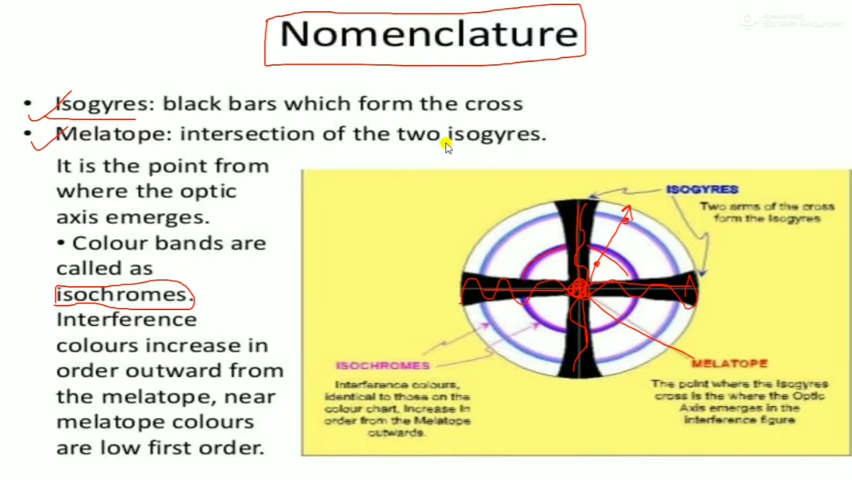 Nomenclature
• Isogyres: black bars which form the cross
• Melatope: intersection of the two isogyres.
It is the point from
where the optic
axis emerges.
• Colour bands are
called as
isochromes.
Interference
colours increase in
order outward from
the melatope, near
melatope colours
are low first order.
ISOGYRES
Two arms of the cross
form the Isogyres
ISOCHROMES
Interference colours,
identical to those on the
colour chart, Increase in
order from the Melatope
outwards.
MELATOPE
The point where the Isogyres
cross Is the where the Optic
Axis emerges in the
interference figure